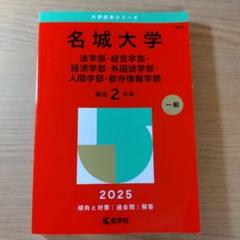 大学赤本シリーズ
名城大学
法学部・経営学部・
経済学部・外国語学部・
人間学部・都市情報学部
最近2カ年
一般
2025
傾向と対策｜過去問｜解答
教学社